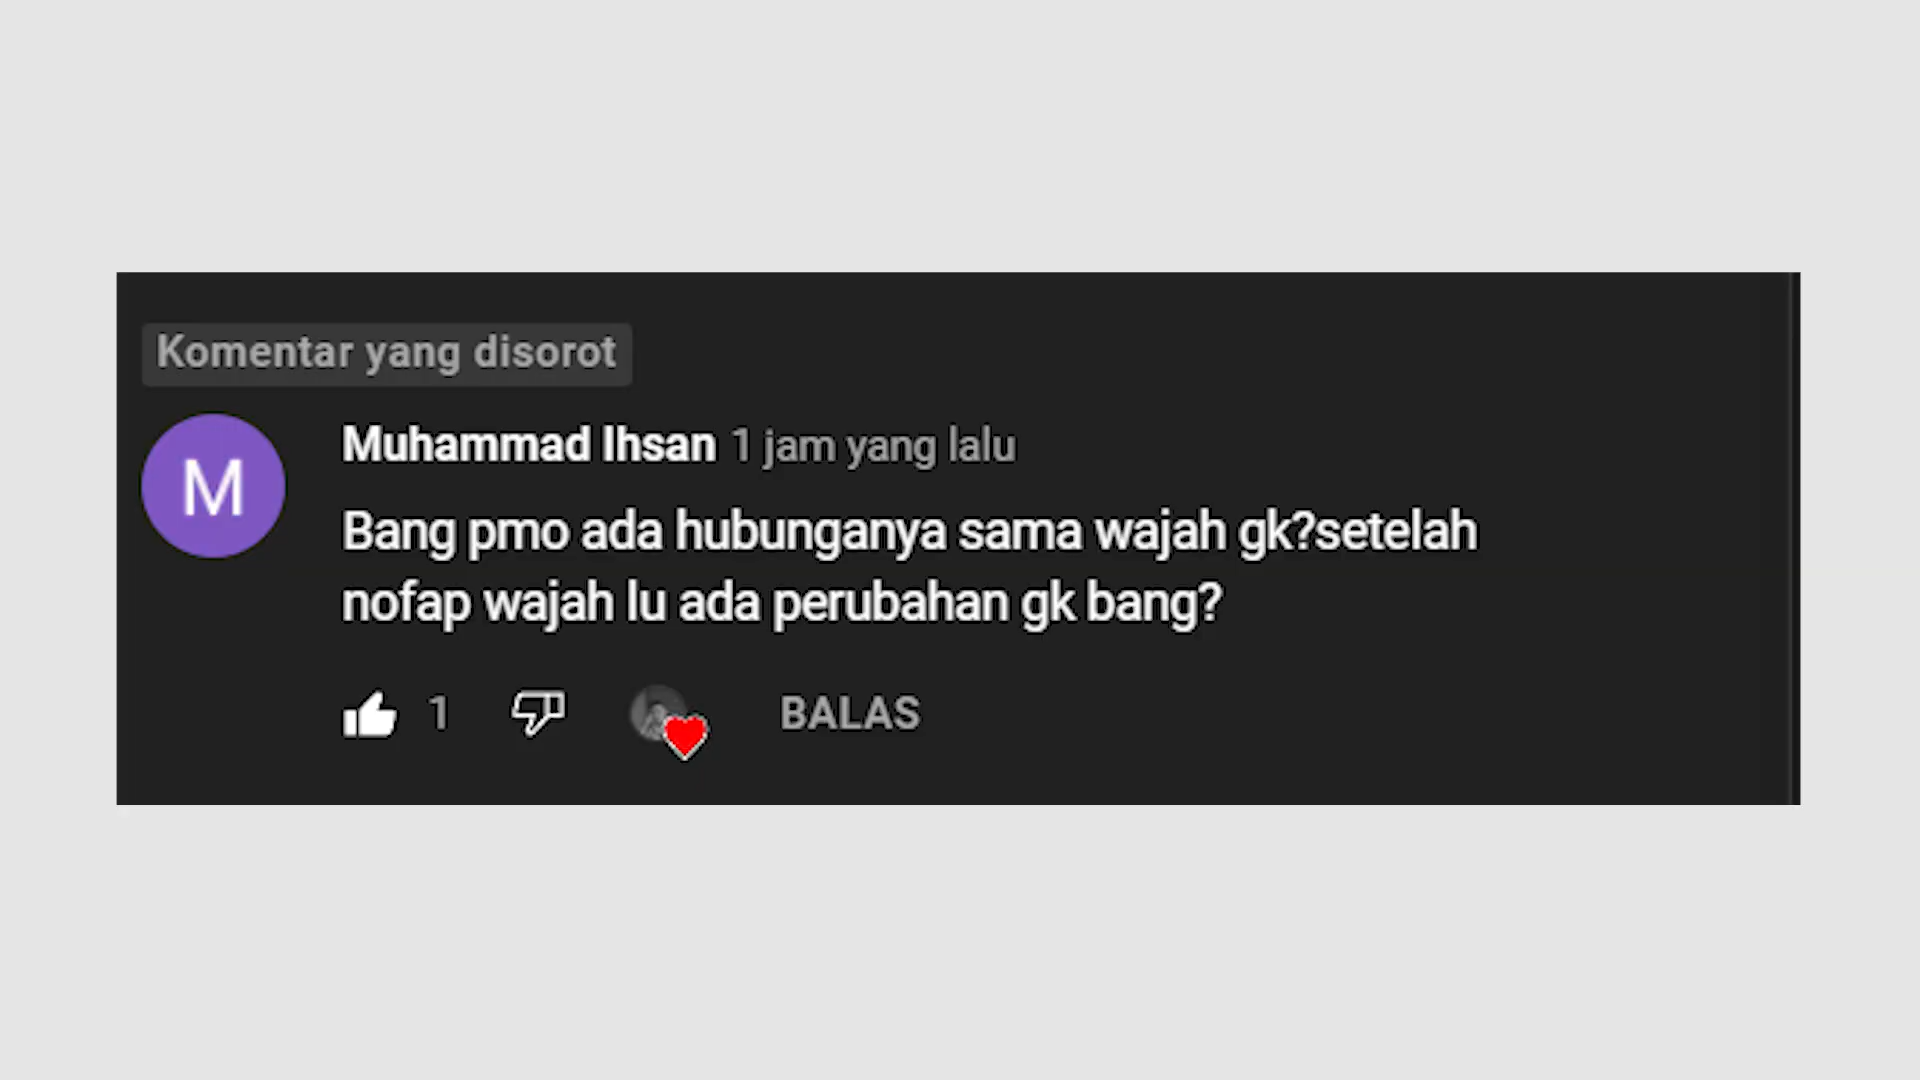 Komentar yang disorot
M
Muhammad Ihsan 1 jam yang lalu
Bang pmo ada hubunganya sama wajah gk?setelah
nofap wajah lu ada perubahan gk bang?
1 BALAS